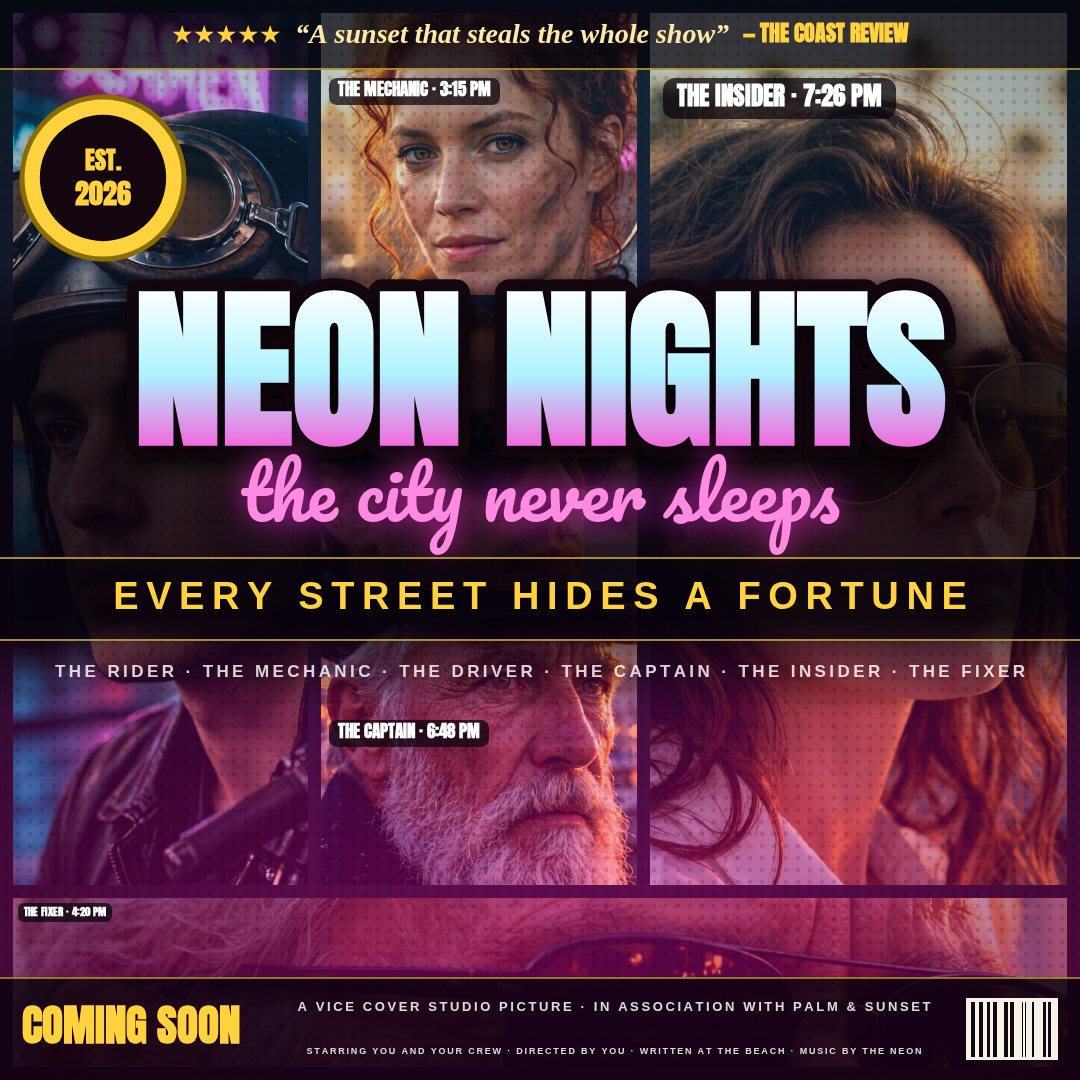 ★★★★★ “A sunset that steals the whole show” – THE COAST REVIEW
THE MECHANIC · 3:15 PM
THE INSIDER · 7:26 PM
EST.
2026
NEON NIGHTS
the city never sleeps
EVERY STREET HIDES A FORTUNE
THE RIDER · THE MECHANIC · THE DRIVER · THE CAPTAIN · THE INSIDER · THE FIXER
THE CAPTAIN · 6:48 PM
THE FIXER · 4:20 PM
COMING SOON
A VICE COVER STUDIO PICTURE · IN ASSOCIATION WITH PALM & SUNSET
STARRING YOU AND YOUR CREW · DIRECTED BY YOU · WRITTEN AT THE BEACH · MUSIC BY THE NEON